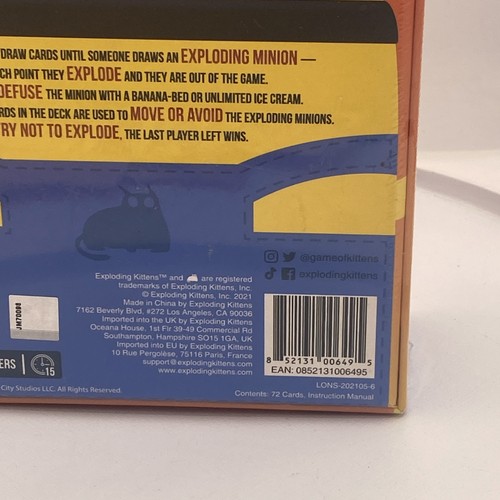 DRAW CARDS UNTIL SOMEONE DRAWS AN EXPLODING MINION —
CH POINT THEY EXPLODE AND THEY ARE OUT OF THE GAME.
DEFUSE THE MINION WITH A BANANA-BED OR UNLIMITED ICE CREAM.
RDS IN THE DECK ARE USED TO MOVE OR AVOID THE EXPLODING MINIONS.
RY NOT TO EXPLODE, THE LAST PLAYER LEFT WINS.
@gameofkittens
explodingkittens
Exploding Kittens™ and are registered
trademarks of Exploding Kittens, Inc.
© Exploding Kittens, Inc. 2021
Made in China by Exploding Kittens
7162 Beverly Blvd, #272 Los Angeles, CA 90036
Imported into the UK by Exploding Kittens
Oceana House, 1st Flr 39-49 Commercial Rd
Southampton, Hampshire SO15 1GA, UK
Imported into EU by Exploding Kittens
10 Rue Pergolèse, 75116 Paris, France
support@explodingkittens.com
www.explodingkittens.com
8 52131 00649 5
EAN: 0852131006495
LONS-202105-6
Contents: 72 Cards, Instruction Manual
ERS
15
City Studios LLC. All Rights Reserved.